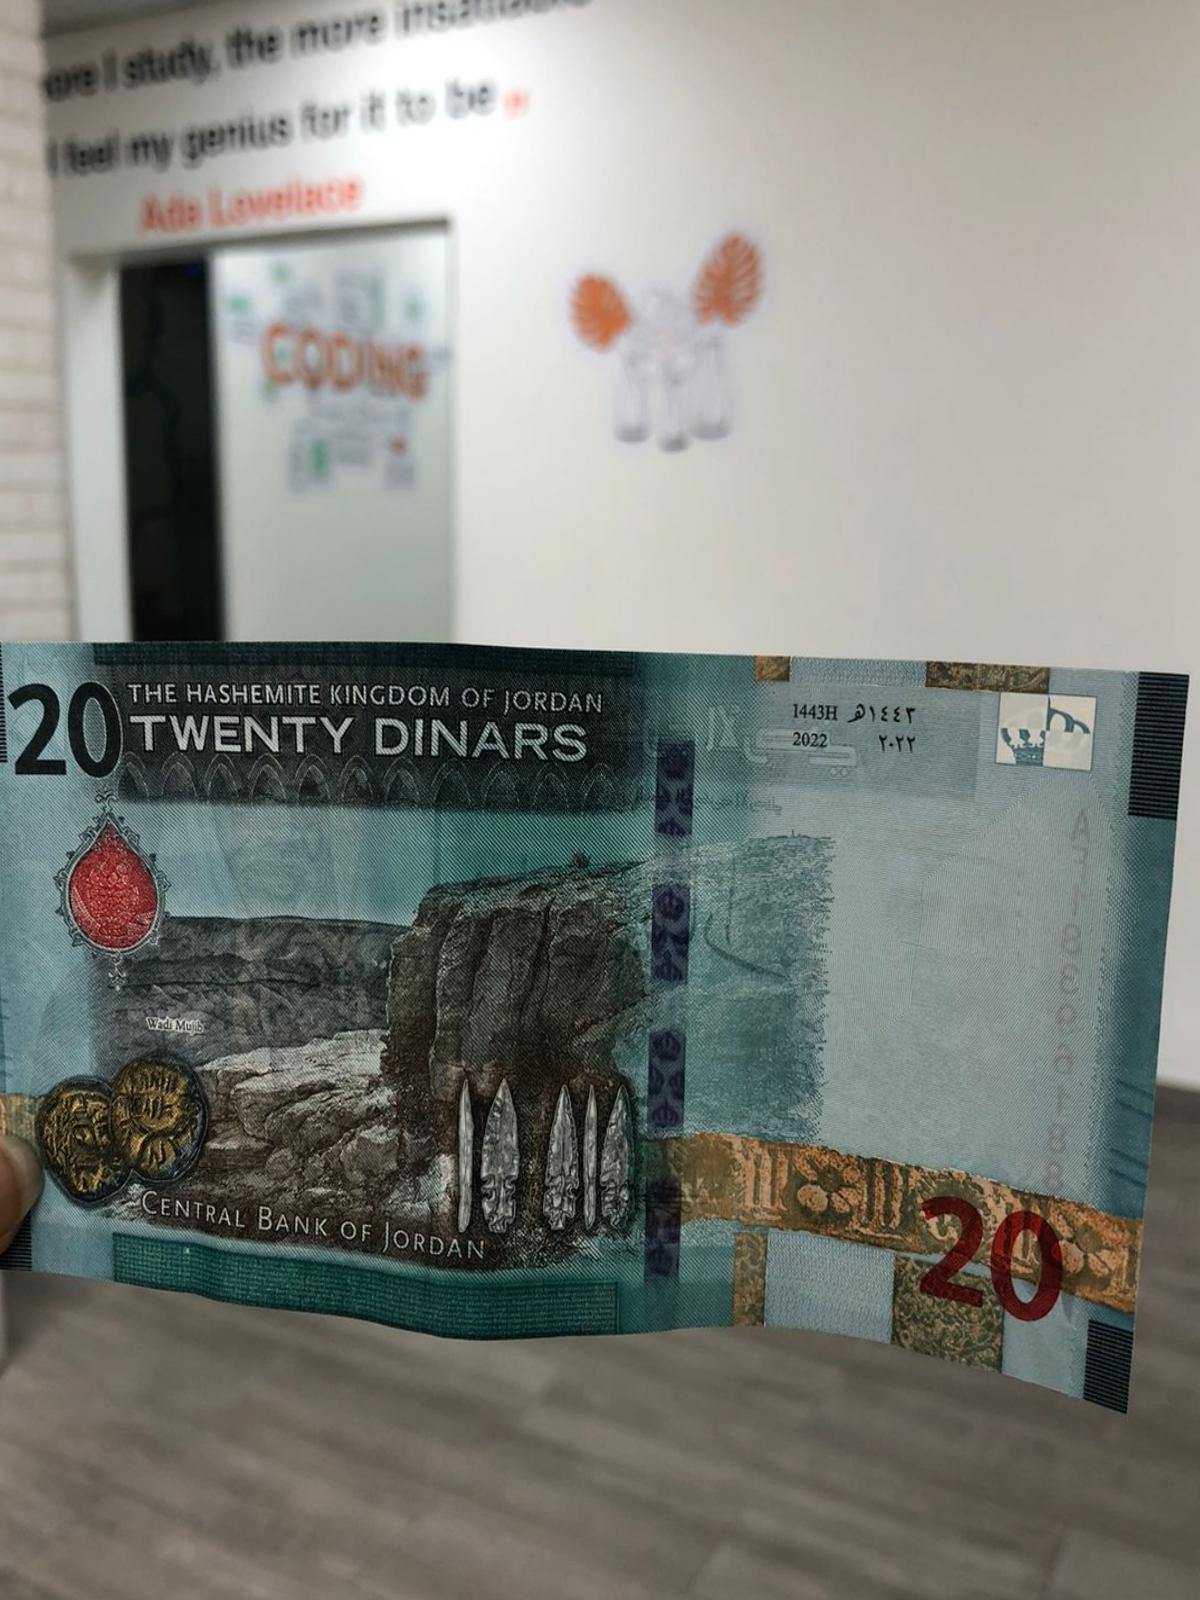 ore I study, the more insatiable
I feel my genius for it to be "
Ada Lovelace
CODING
20
THE HASHEMITE KINGDOM OF JORDAN
TWENTY DINARS
1443H ١٤٤٣هـ
2022 ٢٠٢٢
Wadi Mujib
CENTRAL BANK OF JORDAN
20